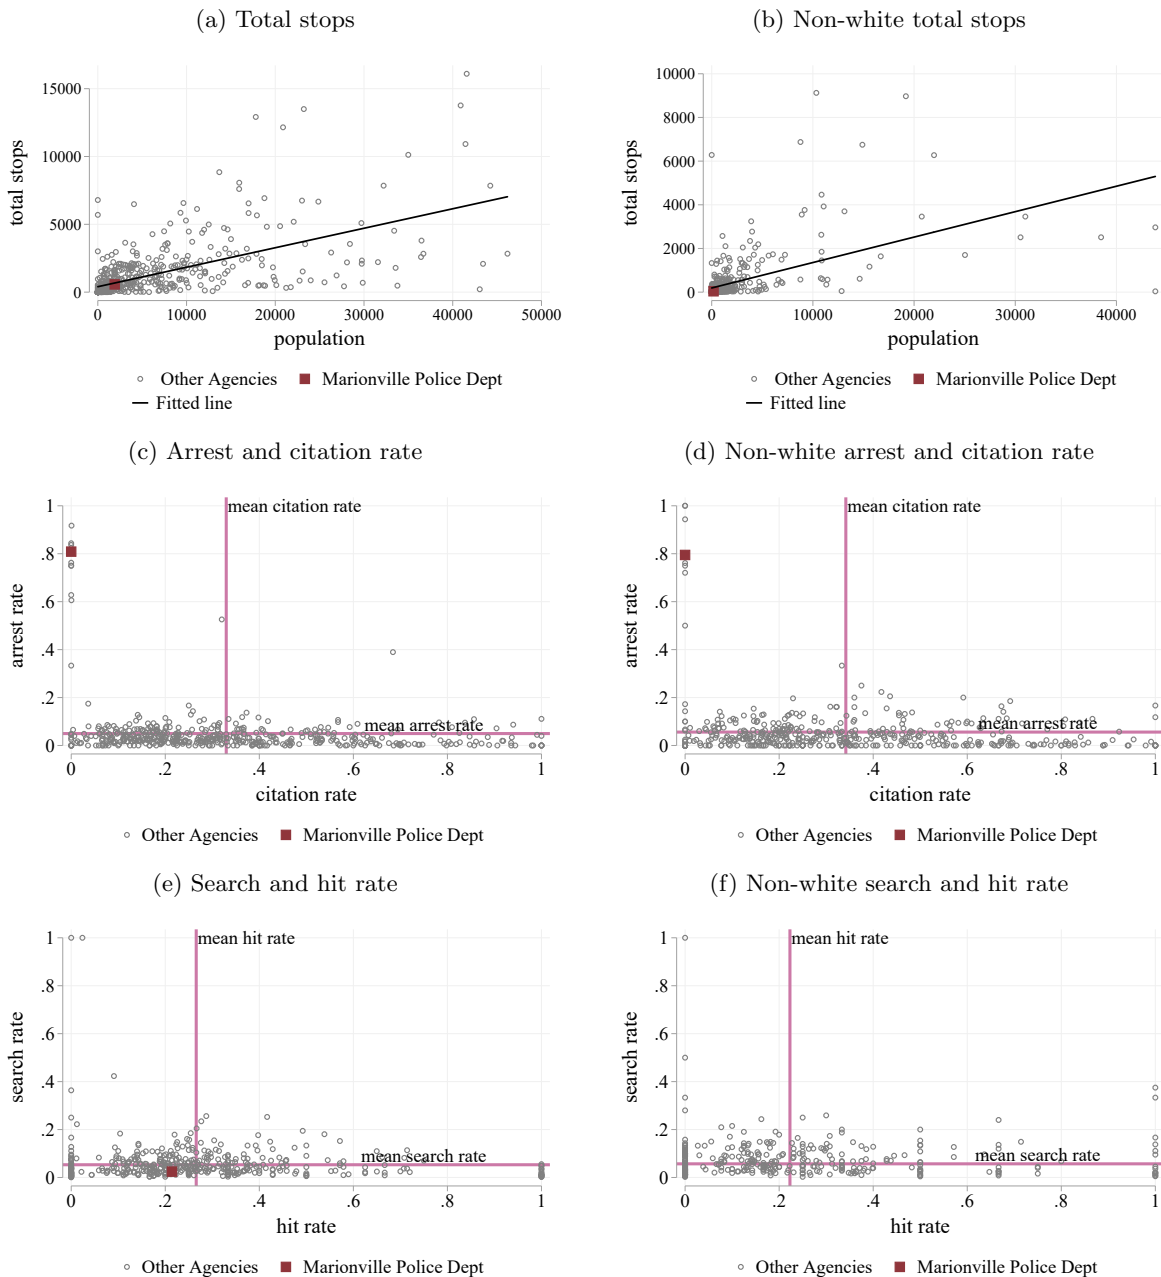 (a) Total stops
15000
10000
5000
0
total stops
0 10000 20000 30000 40000 50000
population
Other Agencies Marionville Police Dept
Fitted line
(b) Non-white total stops
10000
8000
6000
4000
2000
0
total stops
0 10000 20000 30000 40000
population
Other Agencies Marionville Police Dept
Fitted line
(c) Arrest and citation rate
mean citation rate
1
.8
.6
.4
.2
0
arrest rate
mean arrest rate
0 .2 .4 .6 .8 1
citation rate
Other Agencies Marionville Police Dept
(d) Non-white arrest and citation rate
mean citation rate
1
.8
.6
.4
.2
0
arrest rate
mean arrest rate
0 .2 .4 .6 .8 1
citation rate
Other Agencies Marionville Police Dept
(e) Search and hit rate
mean hit rate
1
.8
.6
.4
.2
0
search rate
mean search rate
0 .2 .4 .6 .8 1
hit rate
Other Agencies Marionville Police Dept
(f) Non-white search and hit rate
mean hit rate
1
.8
.6
.4
.2
0
search rate
mean search rate
0 .2 .4 .6 .8 1
hit rate
Other Agencies Marionville Police Dept